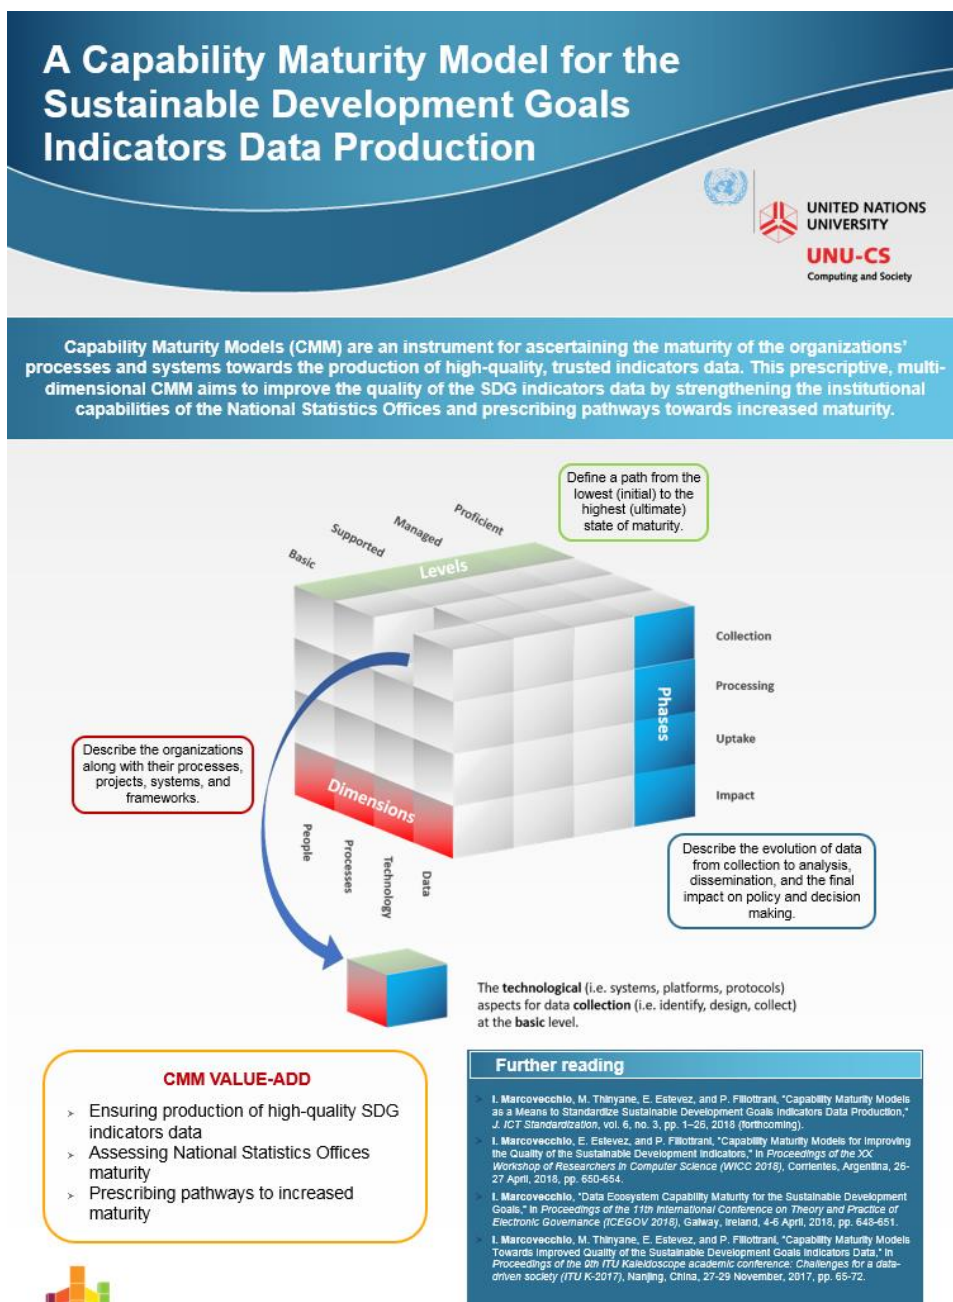 A Capability Maturity Model for the
Sustainable Development Goals
Indicators Data Production
UNITED NATIONS
UNIVERSITY
UNU-CS
Computing and Society
Capability Maturity Models (CMM) are an instrument for ascertaining the maturity of the organizations'
processes and systems towards the production of high-quality, trusted indicators data. This prescriptive, multi-
dimensional CMM aims to improve the quality of the SDG indicators data by strengthening the institutional
capabilities of the National Statistics Offices and prescribing pathways towards increased maturity.
Define a path from the
lowest (initial) to the
highest (ultimate)
state of maturity.
Basic
Supported
Managed
Proficient
Levels
Collection
Processing
Uptake
Impact
Phases
Describe the organizations
along with their processes,
projects, systems, and
frameworks.
Dimensions
People
Processes
Technology
Data
Describe the evolution of data
from collection to analysis,
dissemination, and the final
impact on policy and decision
making.
The technological (i.e. systems, platforms, protocols)
aspects for data collection (i.e. identify, design, collect)
at the basic level.
CMM VALUE-ADD
➢ Ensuring production of high-quality SDG
indicators data
➢ Assessing National Statistics Offices
maturity
➢ Prescribing pathways to increased
maturity
Further reading
➢ I. Marcovecchio, M. Thinyane, E. Estevez, and P. Fillottrani, "Capability Maturity Models
as a Means to Standardize Sustainable Development Goals Indicators Data Production,"
J. ICT Standardization, vol. 6, no. 3, pp. 1–26, 2018 (forthcoming).
➢ I. Marcovecchio, E. Estevez, and P. Fillottrani, "Capability Maturity Models for Improving
the Quality of the Sustainable Development Indicators," in Proceedings of the XX
Workshop of Researchers in Computer Science (WICC 2018), Corrientes, Argentina, 26-
27 April, 2018, pp. 650-654.
➢ I. Marcovecchio, "Data Ecosystem Capability Maturity for the Sustainable Development
Goals," in Proceedings of the 11th International Conference on Theory and Practice of
Electronic Governance (ICEGOV 2018), Galway, Ireland, 4-6 April, 2018, pp. 648-651.
➢ I. Marcovecchio, M. Thinyane, E. Estevez, and P. Fillottrani, "Capability Maturity Models
Towards Improved Quality of the Sustainable Development Goals Indicators Data," in
Proceedings of the 9th ITU Kaleidoscope academic conference: Challenges for a data-
driven society (ITU K-2017), Nanjing, China, 27-29 November, 2017, pp. 65-72.